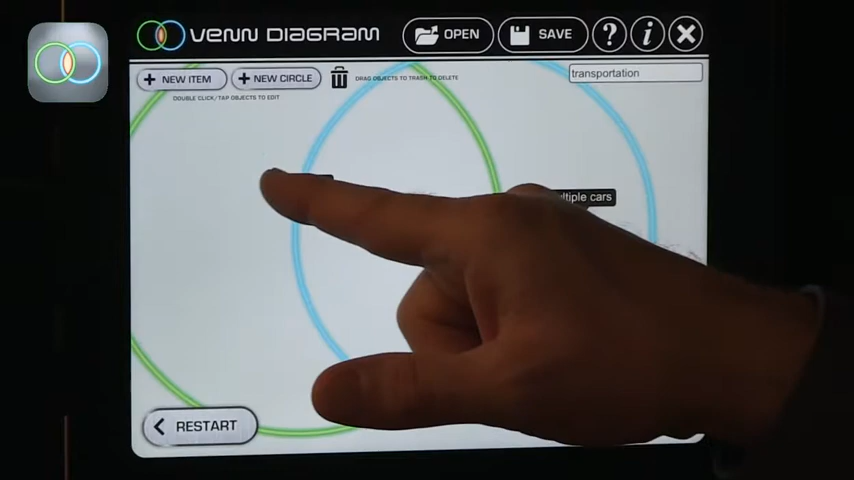 VENN DIAGRAM
OPEN
SAVE
?
i
NEW ITEM
NEW CIRCLE
DRAG OBJECTS TO TRASH TO DELETE
transportation
DOUBLE CLICK/TAP OBJECTS TO EDIT
cars
RESTART